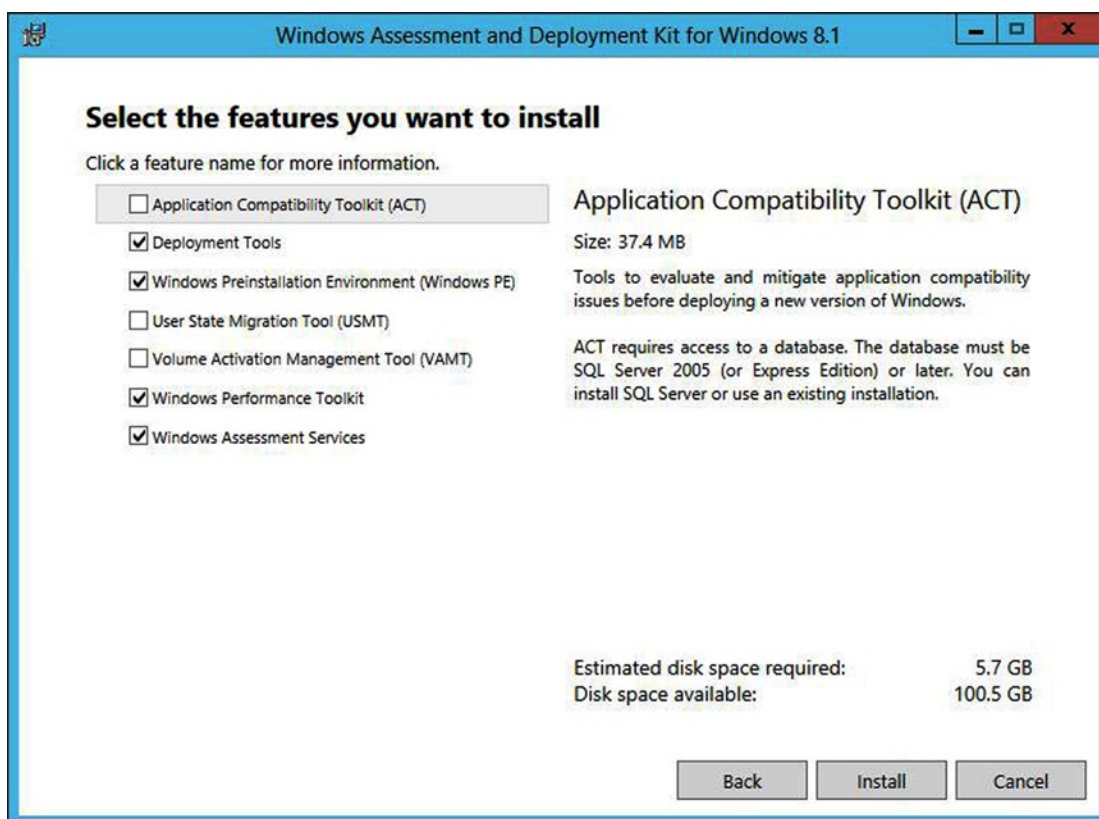 Windows Assessment and Deployment Kit for Windows 8.1
Select the features you want to install
Click a feature name for more information.
Application Compatibility Toolkit (ACT)
Deployment Tools
Windows Preinstallation Environment (Windows PE)
User State Migration Tool (USMT)
Volume Activation Management Tool (VAMT)
Windows Performance Toolkit
Windows Assessment Services
Application Compatibility Toolkit (ACT)
Size: 37.4 MB
Tools to evaluate and mitigate application compatibility
issues before deploying a new version of Windows.
ACT requires access to a database. The database must be
SQL Server 2005 (or Express Edition) or later. You can
install SQL Server or use an existing installation.
Estimated disk space required: 5.7 GB
Disk space available: 100.5 GB
Back Install Cancel